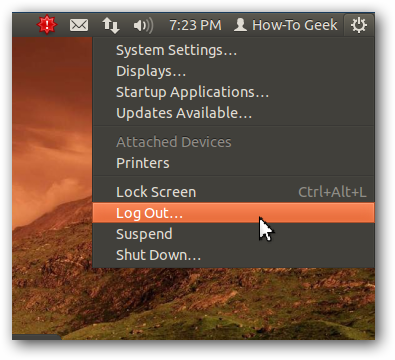 7:23 PM How-To Geek
System Settings…
Displays…
Startup Applications…
Updates Available…
Attached Devices
Printers
Lock Screen Ctrl+Alt+L
Log Out…
Suspend
Shut Down…